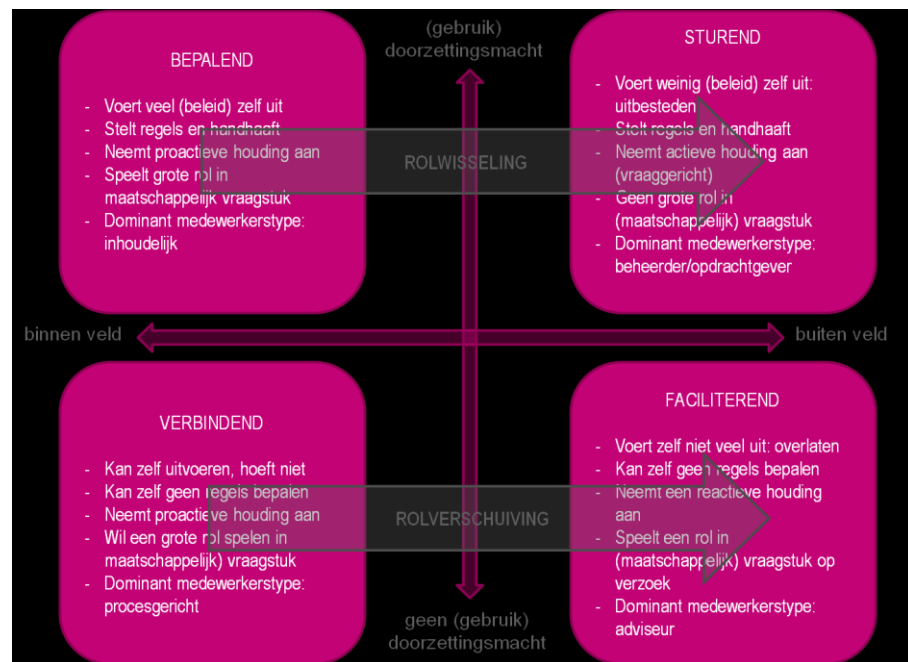 (gebruik)
doorzettingsmacht
BEPALEND
- Voert veel (beleid) zelf uit
- Stelt regels en handhaaft
- Neemt proactieve houding aan
- Speelt grote rol in
maatschappelijk vraagstuk
- Dominant medewerkerstype:
inhoudelijk
STUREND
- Voert weinig (beleid) zelf uit:
uitbesteden
- Stelt regels en handhaaft
- Neemt actieve houding aan
(vraaggericht)
- Geen grote rol in
(maatschappelijk) vraagstuk
- Dominant medewerkerstype:
beheerder/opdrachtgever
ROLWISSELING
binnen veld
buiten veld
VERBINDEND
- Kan zelf uitvoeren, hoeft niet
- Kan zelf geen regels bepalen
- Neemt proactieve houding aan
- Wil een grote rol spelen in
maatschappelijk) vraagstuk
- Dominant medewerkerstype:
procesgericht
FACILITEREND
- Voert zelf niet veel uit: overlaten
- Kan zelf geen regels bepalen
- Neemt een reactieve houding
aan
- Speelt een rol in
(maatschappelijk) vraagstuk op
verzoek
- Dominant medewerkerstype:
adviseur
ROLVERSCHUIVING
geen (gebruik)
doorzettingsmacht